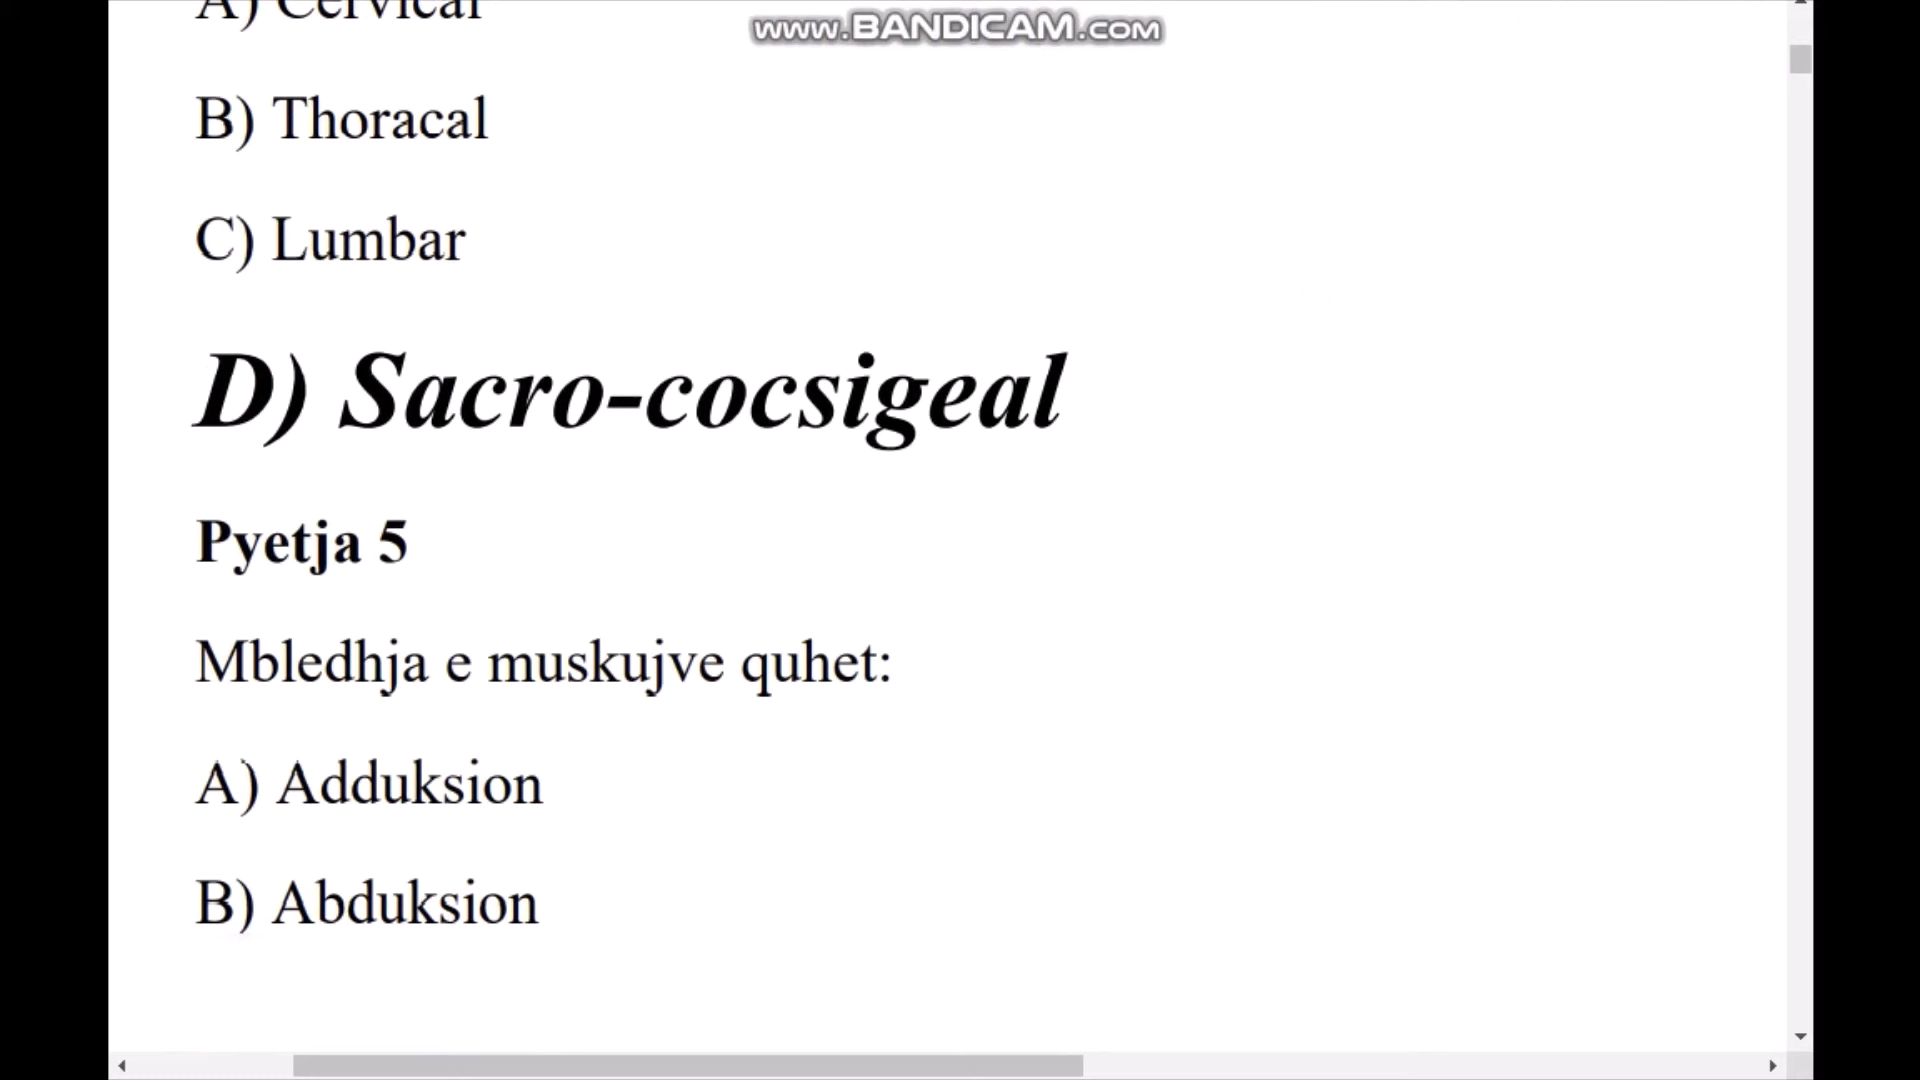 www.BANDICAM.com
A) Cervical
B) Thoracal
C) Lumbar
D) Sacro-cocsigeal
Pyetja 5
Mbledhja e muskujve quhet:
A) Adduksion
B) Abduksion